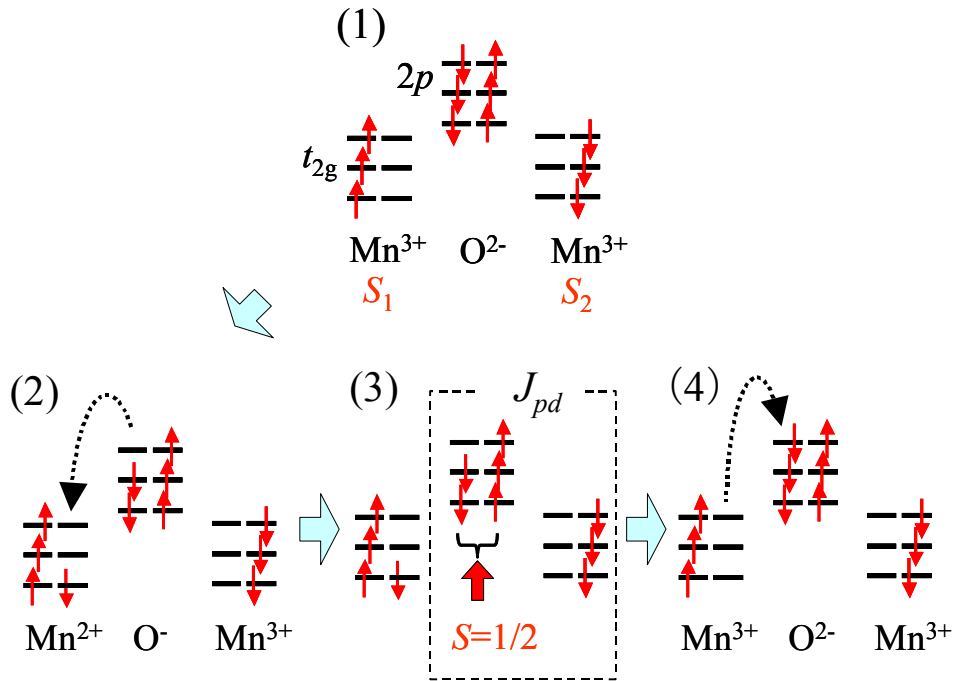 (1)
2p
t2g
Mn3+ O2- Mn3+
S1 S2
(2) (3) Jpd (4)
S=1/2
Mn2+ O- Mn3+ Mn3+ O2- Mn3+